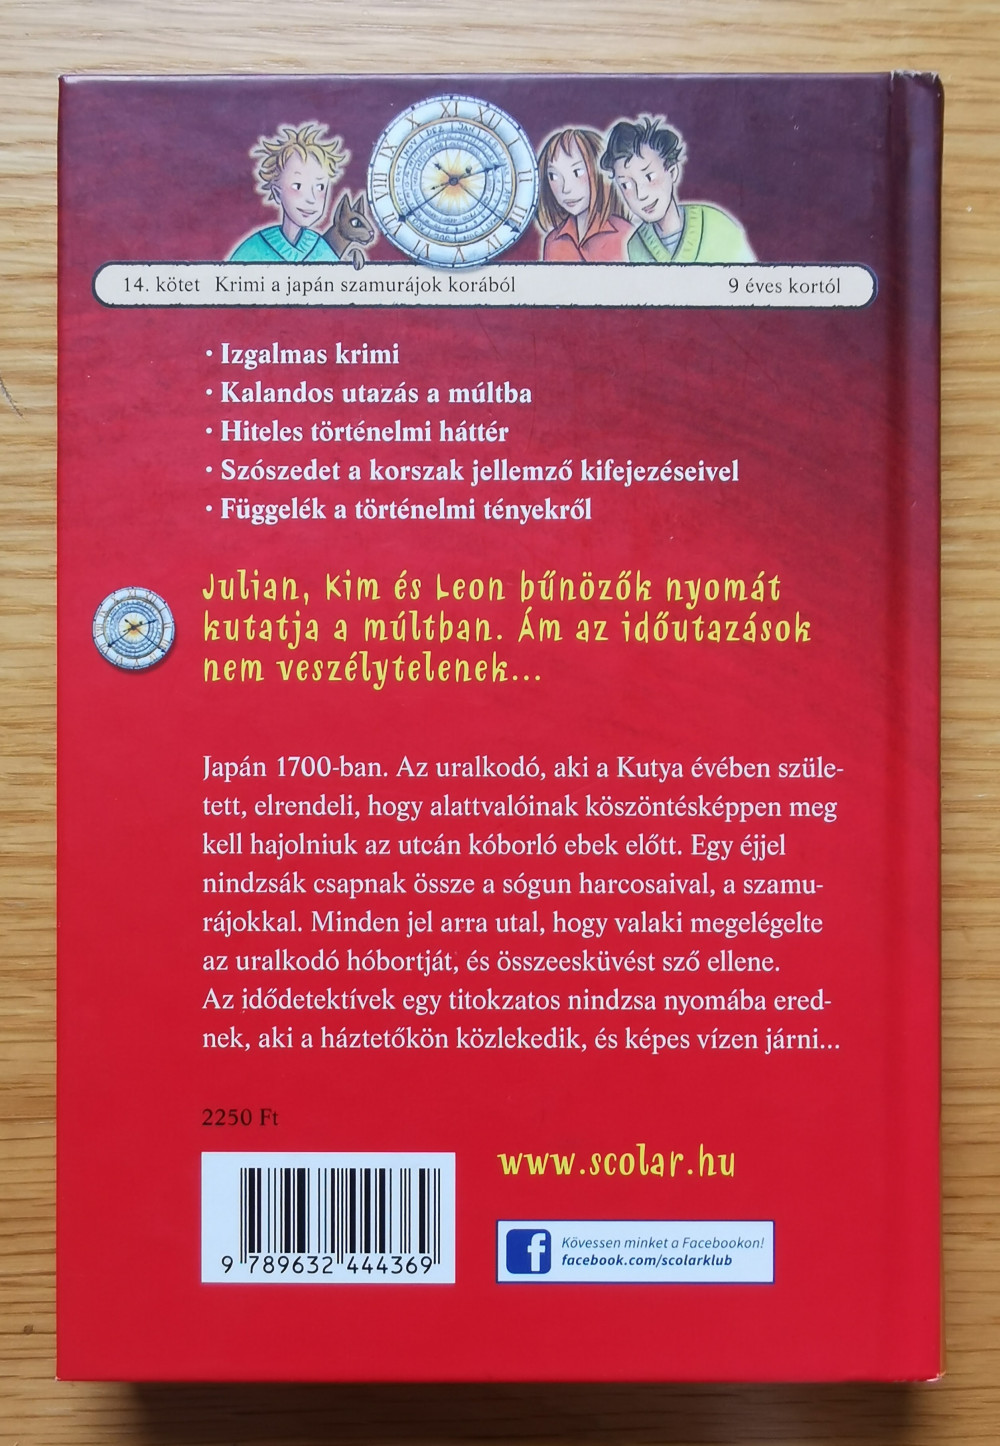 14. kötet Krimi a japán szamurájok korából 9 éves kortól
• Izgalmas krimi
• Kalandos utazás a múltba
• Hiteles történelmi háttér
• Szószedet a korszak jellemző kifejezéseivel
• Függelék a történelmi tényekről
Julian, Kim és Leon bűnözők nyomát
kutatja a múltban. Ám az időutazások
nem veszélytelenek...
Japán 1700-ban. Az uralkodó, aki a Kutya évében szüle-
tett, elrendeli, hogy alattvalóinak köszöntésképpen meg
kell hajolniuk az utcán kóborló ebek előtt. Egy éjjel
nindzsák csapnak össze a sógun harcosaival, a szamu-
rájokkal. Minden jel arra utal, hogy valaki megelégelte
az uralkodó hóbortját, és összeesküvést sző ellene.
Az idődetektívek egy titokzatos nindzsa nyomába ered-
nek, aki a háztetőkön közlekedik, és képes vízen járni...
2250 Ft
www.scolar.hu
Kövessen minket a Facebookon!
facebook.com/scolarklub
9 789632 444369